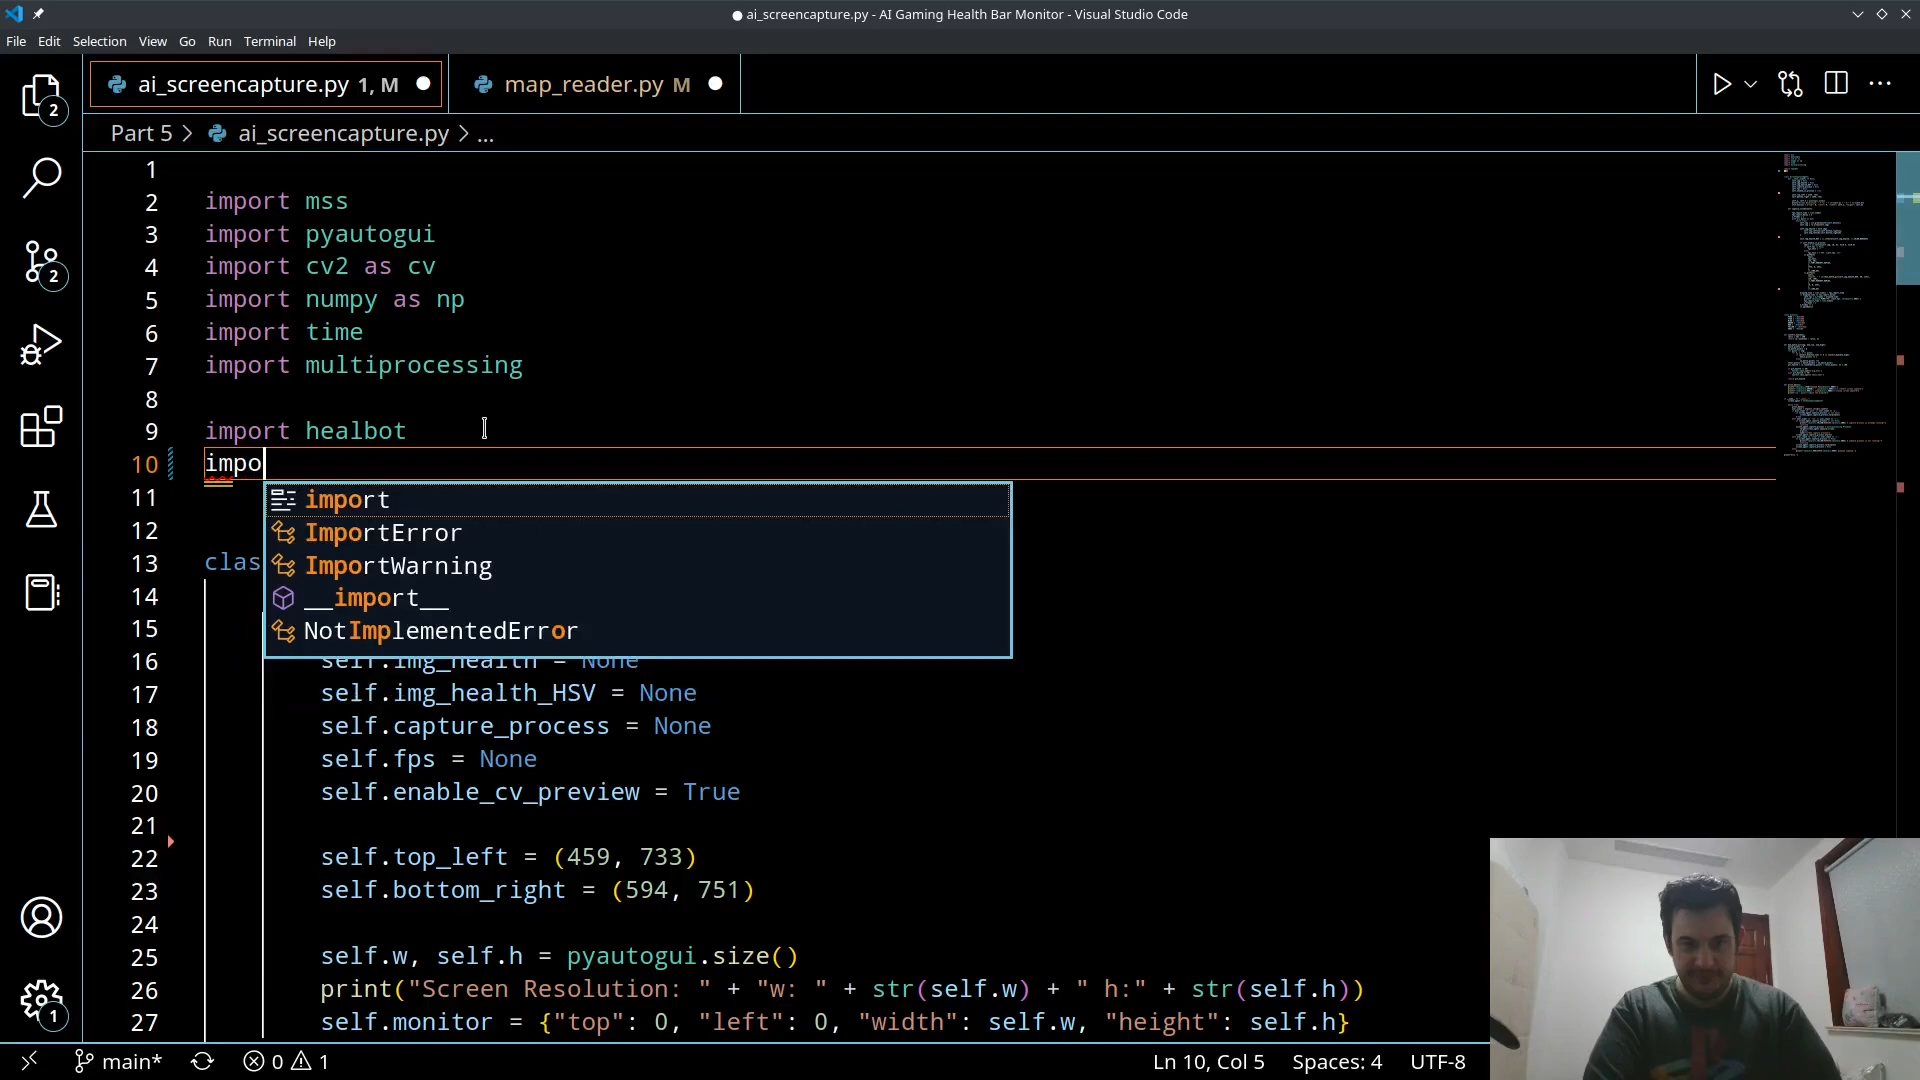 ai_screencapture.py - AI Gaming Health Bar Monitor - Visual Studio Code
File Edit Selection View Go Run Terminal Help
ai_screencapture.py 1, M
map_reader.py M
Part 5 > ai_screencapture.py > ...
1
2 import mss
3 import pyautogui
4 import cv2 as cv
5 import numpy as np
6 import time
7 import multiprocessing
8
9 import healbot
10 impo
11 import
12 ImportError
ImportWarning
13 clas
14 __import__
15 NotImplementedError
16 self.img_health = None
17 self.img_health_HSV = None
18 self.capture_process = None
19 self.fps = None
20 self.enable_cv_preview = True
21
22 self.top_left = (459, 733)
23 self.bottom_right = (594, 751)
24
25 self.w, self.h = pyautogui.size()
26 print("Screen Resolution: " + "w: " + str(self.w) + " h:" + str(self.h))
27 self.monitor = {"top": 0, "left": 0, "width": self.w, "height": self.h}
2
2
1
main* 0 1
Ln 10, Col 5 Spaces: 4 UTF-8